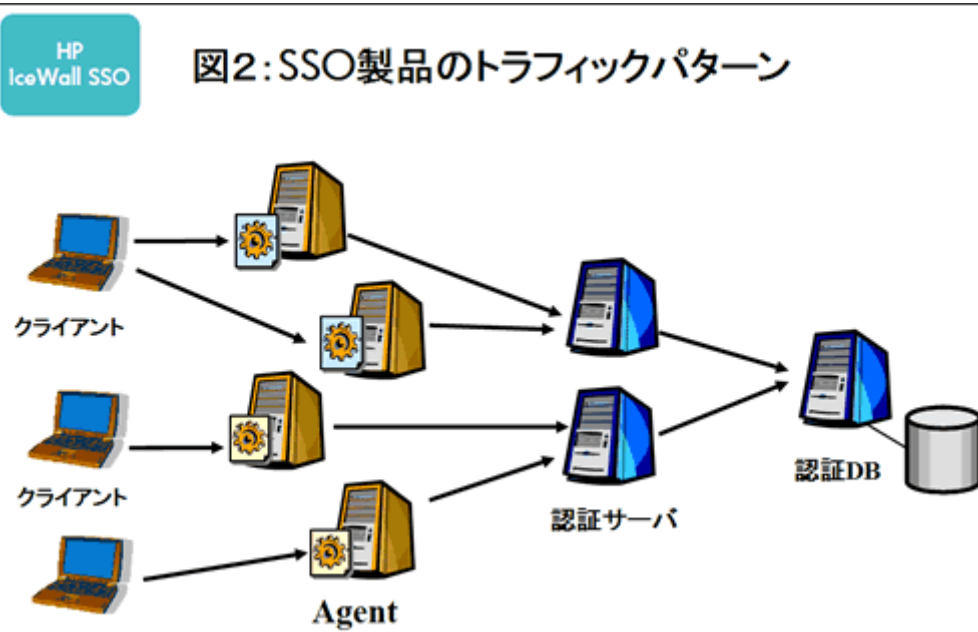 HP
IceWall SSO
図2:SSO製品のトラフィックパターン
クライアント
クライアント
認証サーバ
認証DB
Agent